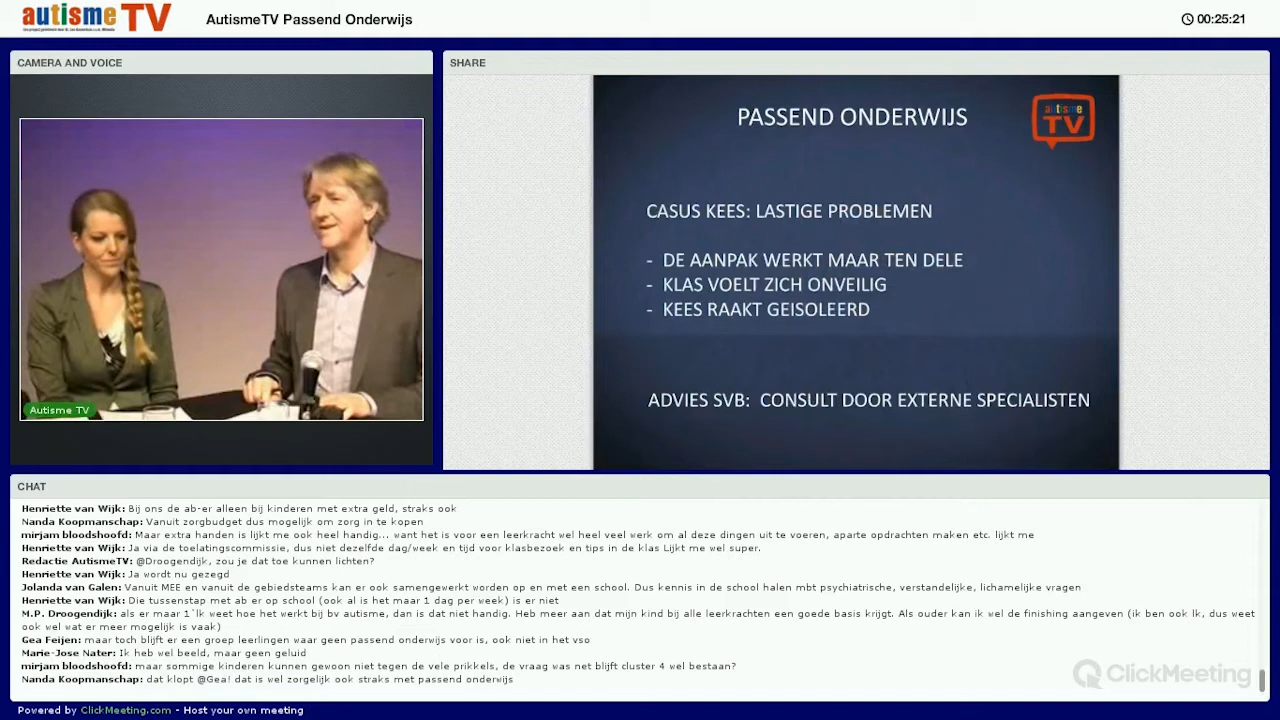 autisme TV
AutismeTV Passend Onderwijs
00:25:21
CAMERA AND VOICE
SHARE
Autisme TV
PASSEND ONDERWIJS
autisme
TV
CASUS KEES: LASTIGE PROBLEMEN
- DE AANPAK WERKT MAAR TEN DELE
- KLAS VOELT ZICH ONVEILIG
- KEES RAAKT GEISOLEERD
ADVIES SVB: CONSULT DOOR EXTERNE SPECIALISTEN
CHAT
Henriette van Wijk: Bij ons de ab-er alleen bij kinderen met extra geld, straks ook
Nanda Koopmanschap: Vanuit zorgbudget dus mogelijk om zorg in te kopen
mirjam bloodshoofd: Maar extra handen is lijkt me ook heel handig... want het is voor een leerkracht wel heel veel werk om al deze dingen uit te voeren, aparte opdrachten maken etc. lijkt me
Henriette van Wijk: Ja via de toelatingscommissie, dus niet dezelfde dag/week en tijd voor klasbezoek en tips in de klas Lijkt me wel super.
Redactie AutismeTV: @Droogendijk, zou je dat toe kunnen lichten?
Henriette van Wijk: Ja wordt nu gezegd
Jolanda van Galen: Vanuit MEE en vanuit de gebiedsteams kan er ook samengewerkt worden op en met een school. Dus kennis in de school halen mbt psychiatrische, verstandelijke, lichamelijke vragen
Henriette van Wijk: Die tussenstap met ab er op school (ook al is het maar 1 dag per week) is er niet
M.P. Droogendijk: als er maar 1`lk weet hoe het werkt bij bv autisme, dan is dat niet handig. Heb meer aan dat mijn kind bij alle leerkrachten een goede basis krijgt. Als ouder kan ik wel de finishing aangeven (ik ben ook lk, dus weet
ook wel wat er meer mogelijk is vaak)
Gea Feijen: maar toch blijft er een groep leerlingen waar geen passend onderwijs voor is, ook niet in het vso
Marie-Jose Nater: Ik heb wel beeld, maar geen geluid
mirjam bloodshoofd: maar sommige kinderen kunnen gewoon niet tegen de vele prikkels, de vraag was net blijft cluster 4 wel bestaan?
Nanda Koopmanschap: dat klopt @Gea! dat is wel zorgelijk ook straks met passend onderwijs
ClickMeeting
Powered by ClickMeeting.com - Host your own meeting